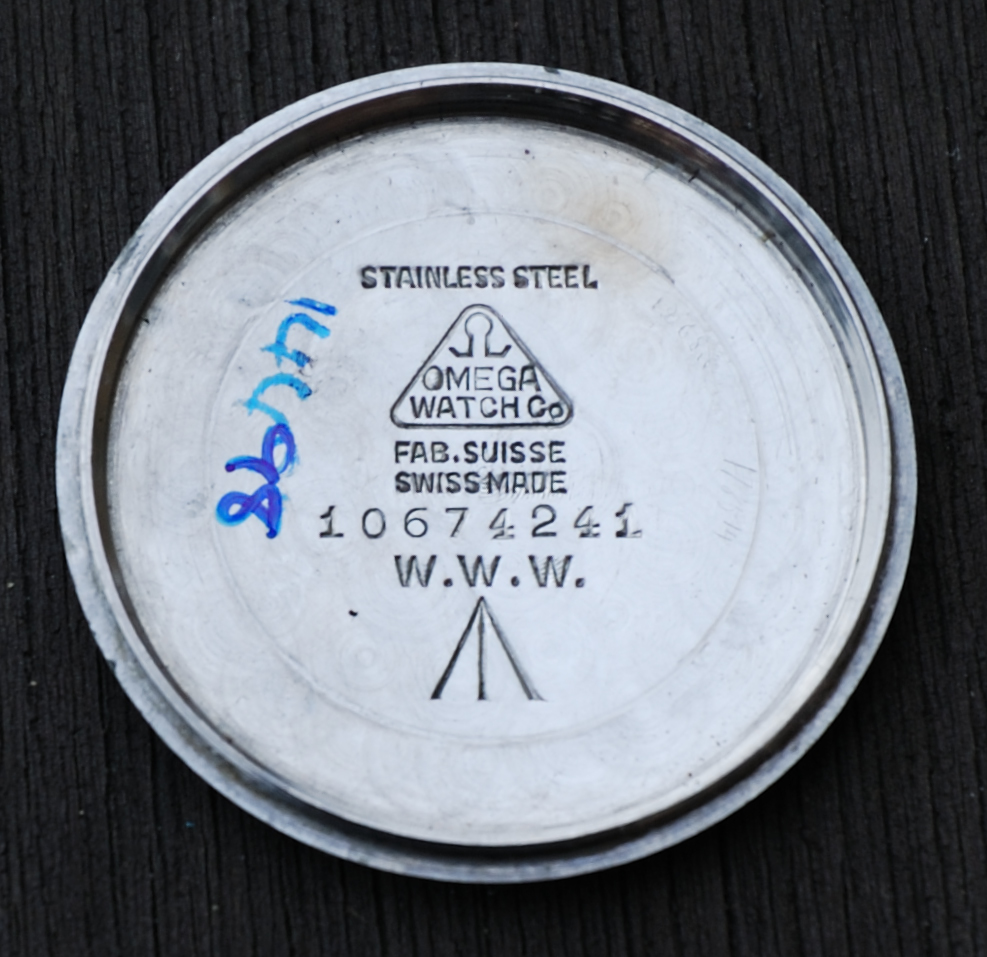 STAINLESS STEEL
OMEGA
WATCH Co
FAB.SUISSE
SWISS MADE
10674241
W.W.W.